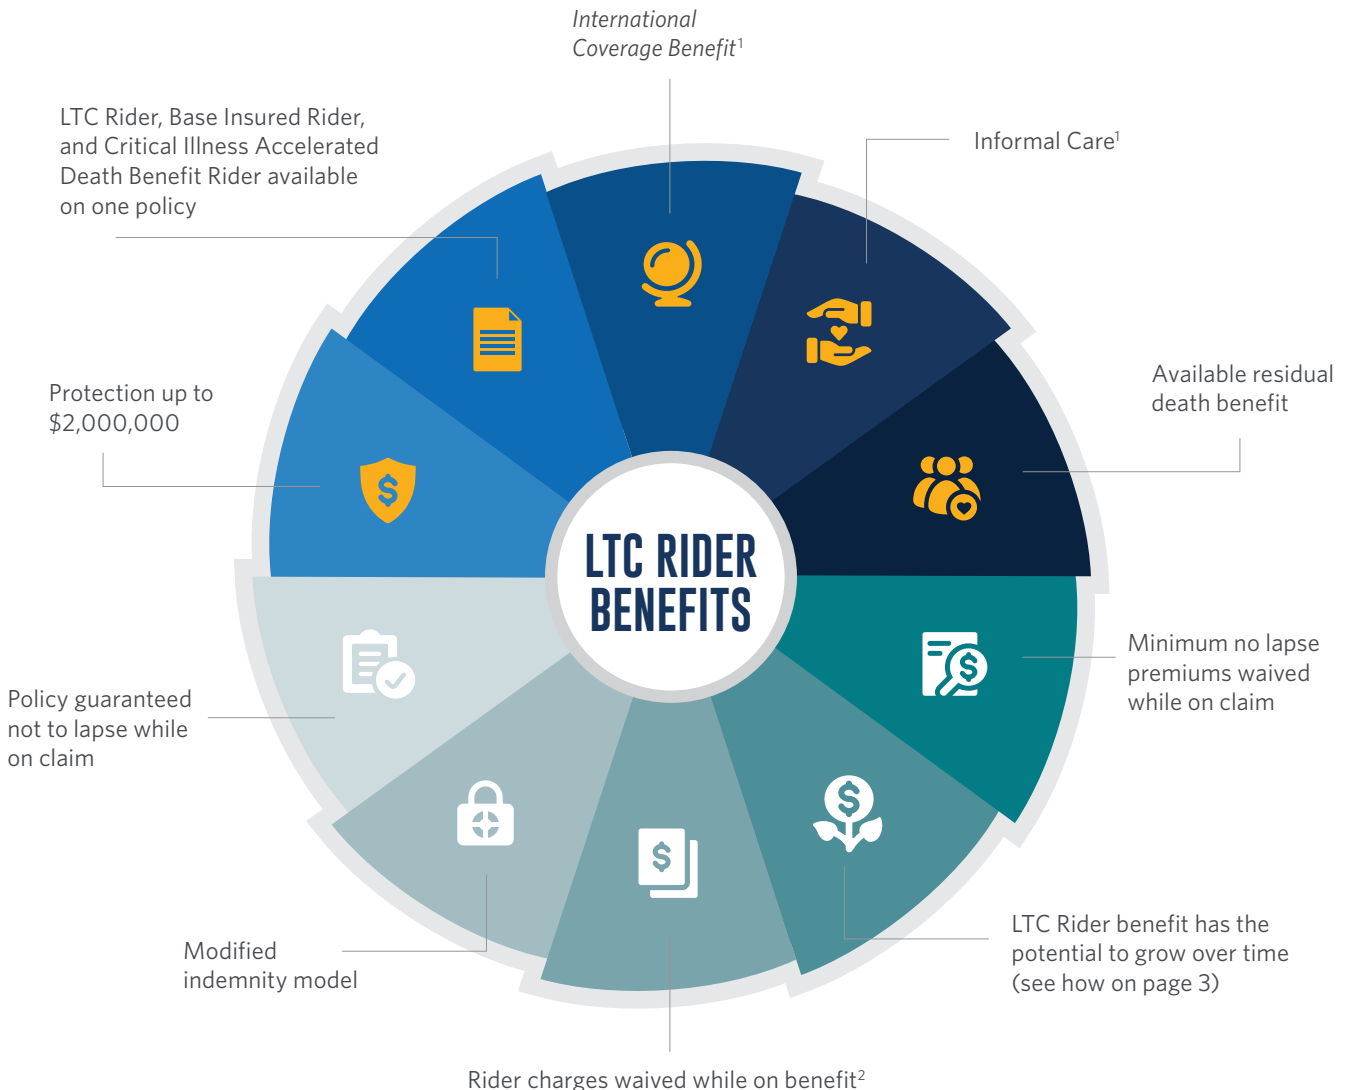 International
Coverage Benefit¹
LTC Rider, Base Insured Rider,
and Critical Illness Accelerated
Death Benefit Rider available
on one policy
Informal Care¹
Available residual
death benefit
Protection up to
$2,000,000
LTC RIDER
BENEFITS
Minimum no lapse
premiums waived
while on claim
Policy guaranteed
not to lapse while
on claim
LTC Rider benefit has the
potential to grow over time
(see how on page 3)
Modified
indemnity model
Rider charges waived while on benefit²